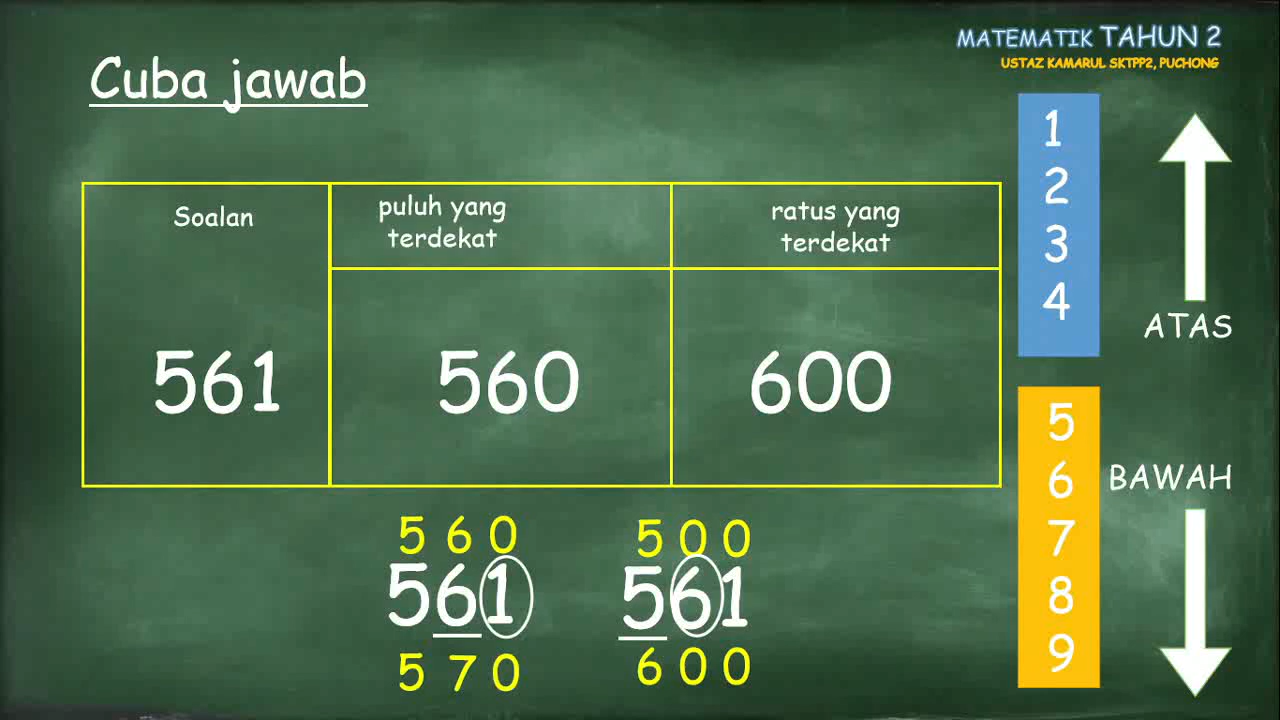 MATEMATIK TAHUN 2
USTAZ KAMARUL SKTPP2, PUCHONG
Cuba jawab
Soalan
puluh yang
terdekat
ratus yang
terdekat
561
560
600
5 6 0
561
5 7 0
5 0 0
561
6 0 0
1
2
3
4
ATAS
5
6
7
8
9
BAWAH